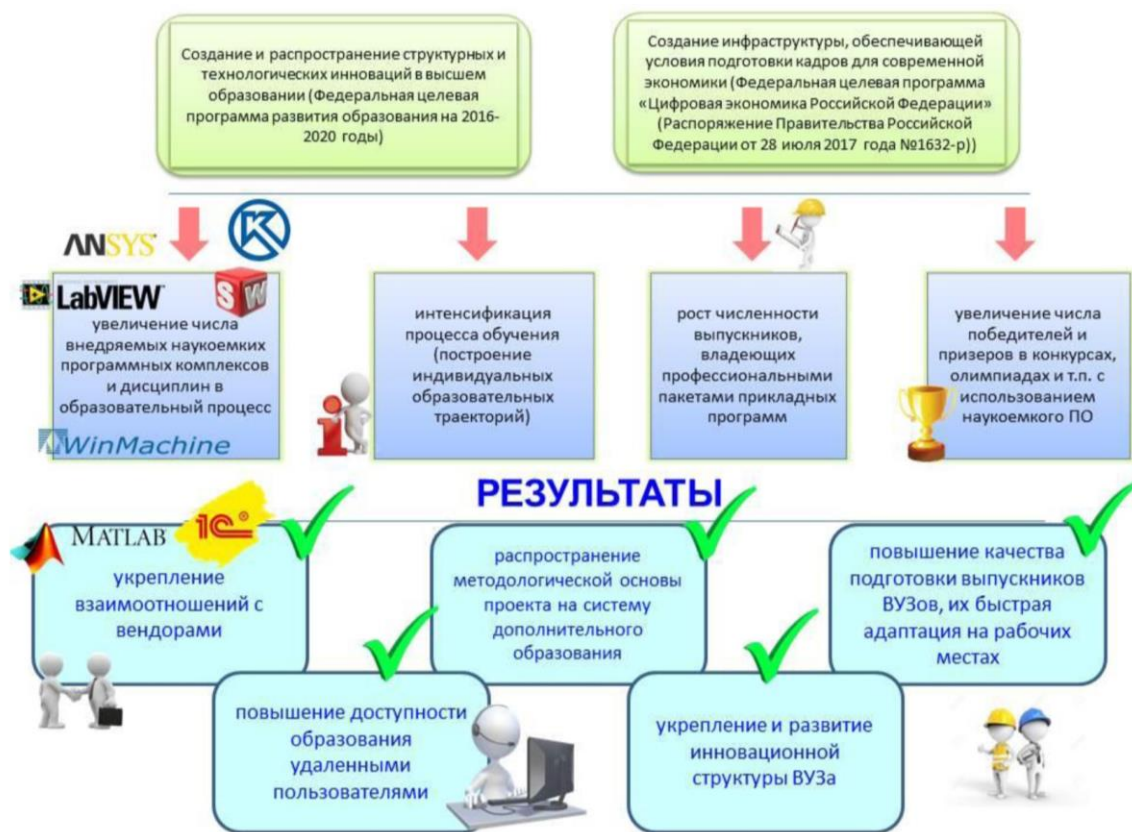 Создание и распространение структурных и
технологических инноваций в высшем
образовании (Федеральная целевая
программа развития образования на 2016-
2020 годы)
Создание инфраструктуры, обеспечивающей
условия подготовки кадров для современной
экономики (Федеральная целевая программа
«Цифровая экономика Российской Федерации»
(Распоряжение Правительства Российской
Федерации от 28 июля 2017 года №1632-р))
ANSYS
K
LabVIEW
SW
увеличение числа
внедряемых наукоемких
программных комплексов
и дисциплин в
образовательный процесс
WinMachine
интенсификация
процесса обучения
(построение
индивидуальных
образовательных
траекторий)
i
рост численности
выпускников,
владеющих
профессиональными
пакетами прикладных
программ
увеличение числа
победителей и
призеров в конкурсах,
олимпиадах и т.п. с
использованием
наукоемкого ПО
РЕЗУЛЬТАТЫ
MATLAB
1С®
укрепление
взаимоотношений с
вендорами
распространение
методологической основы
проекта на систему
дополнительного
образования
повышение качества
подготовки выпускников
ВУЗов, их быстрая
адаптация на рабочих
местах
повышение доступности
образования
удаленными
пользователями
укрепление и развитие
инновационной
структуры ВУЗа